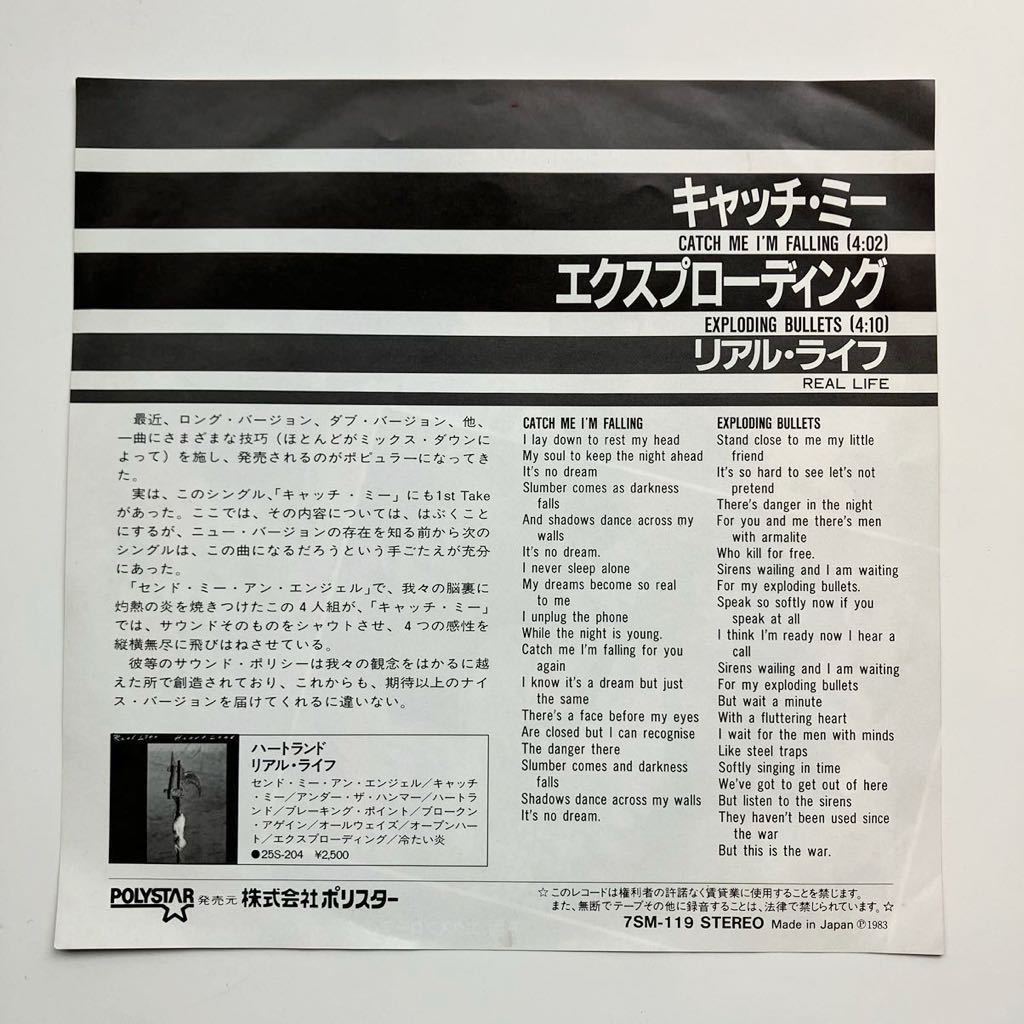 キャッチ・ミー
CATCH ME I'M FALLING (4:02)
エクスプローディング
EXPLODING BULLETS (4:10)
リアル・ライフ
REAL LIFE
最近、ロング・バージョン、ダブ・バージョン、他、
一曲にさまざまな技巧（ほとんどがミックス・ダウンに
よって）を施し、発売されるのがポピュラーになってき
た。
実は、このシングル、「キャッチ・ミー」にも1st Take
があった。ここでは、その内容については、はぶくこと
にするが、ニュー・バージョンの存在を知る前から次の
シングルは、この曲になるだろうという手ごたえが充分
にあった。
「センド・ミー・アン・エンジェル」で、我々の脳裏に
灼熱の炎を焼きつけたこの4人組が、「キャッチ・ミー」
では、サウンドそのものをシャウトさせ、4つの感性を
縦横無尽に飛びはねさせている。
彼等のサウンド・ポリシーは我々の観念をはるかに越
えた所で創造されており、これからも、期待以上のナイ
ス・バージョンを届けてくれるに違いない。
CATCH ME I'M FALLING
I lay down to rest my head
My soul to keep the night ahead
It's no dream
Slumber comes as darkness
falls
And shadows dance across my
walls
It's no dream.
I never sleep alone
My dreams become so real
to me
I unplug the phone
While the night is young.
Catch me I'm falling for you
again
I know it's a dream but just
the same
There's a face before my eyes
Are closed but I can recognise
The danger there
Slumber comes and darkness
falls
Shadows dance across my walls
It's no dream.
EXPLODING BULLETS
Stand close to me my little
friend
It's so hard to see let's not
pretend
There's danger in the night
For you and me there's men
with armalite
Who kill for free.
Sirens wailing and I am waiting
For my exploding bullets.
Speak so softly now if you
speak at all
I think I'm ready now I hear a
call
Sirens wailing and I am waiting
For my exploding bullets
But wait a minute
With a fluttering heart
I wait for the men with minds
Like steel traps
Softly singing in time
We've got to get out of here
But listen to the sirens
They haven't been used since
the war
But this is the war.
Real Life Heart Land
ハートランド
リアル・ライフ
センド・ミー・アン・エンジェル／キャッチ
・ミー／アンダー・ザ・ハンマー／ハートラ
ンド／ブレーキング・ポイント／ブロークン
・アゲイン／オールウェイズ／オープンハー
ト／エクスプローディング／冷たい炎
●25S-204 ¥2,500
POLYSTAR 発売元 株式会社ポリスター
☆このレコードは権利者の許諾なく賃貸業に使用することを禁じます。
また、無断でテープその他に録音することは、法律で禁じられています。☆
7SM-119 STEREO Made in Japan ℗1983